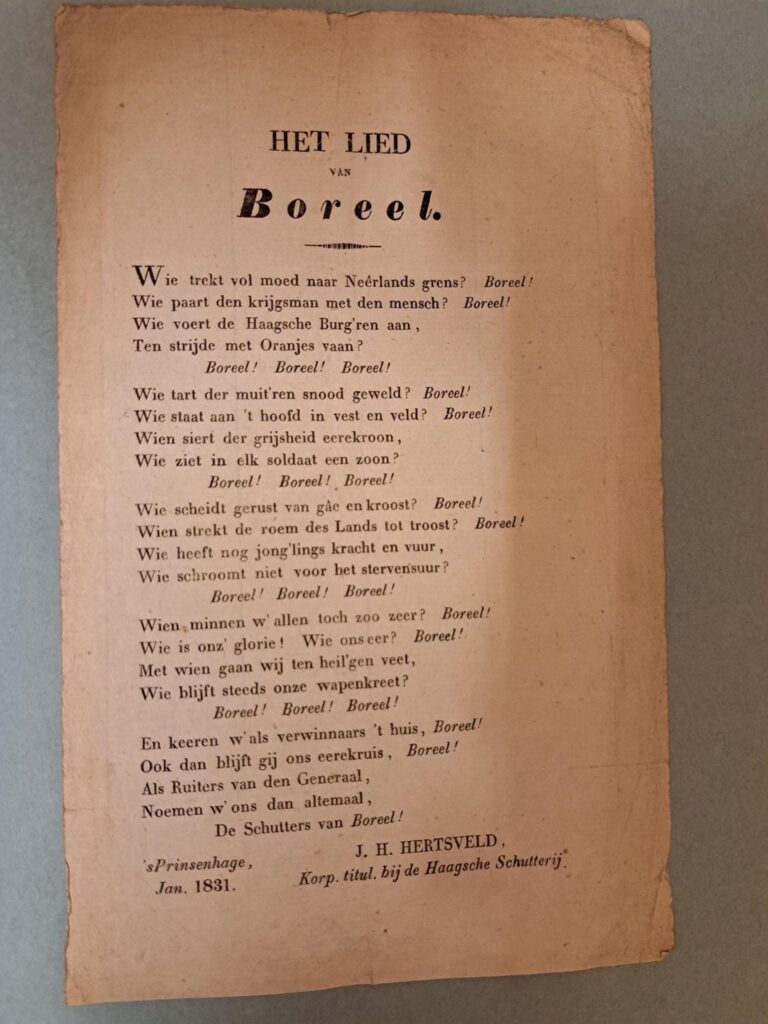 HET LIED
VAN
Boreel.
Wie trekt vol moed naar Neérlands grens? Boreel!
Wie paart den krijgsman met den mensch? Boreel!
Wie voert de Haagsche Burg'ren aan,
Ten strijde met Oranjes vaan?
Boreel! Boreel! Boreel!
Wie tart der muit'ren snood geweld? Boreel!
Wie staat aan 't hoofd in vest en veld? Boreel!
Wien siert der grijsheid eerekroon,
Wie ziet in elk soldaat een zoon?
Boreel! Boreel! Boreel!
Wie scheidt gerust van gâe en kroost? Boreel!
Wien strekt de roem des Lands tot troost? Boreel!
Wie heeft nog jong'lings kracht en vuur,
Wie schroomt niet voor het stervensuur?
Boreel! Boreel! Boreel!
Wien minnen w' allen toch zoo zeer? Boreel!
Wie is onz' glorie! Wie onseer? Boreel!
Met wien gaan wij ten heil'gen veet,
Wie blijft steeds onze wapenkreet?
Boreel! Boreel! Boreel!
En keeren w'als verwinnaars 't huis, Boreel!
Ook dan blijft gij ons eerekruis, Boreel!
Als Ruiters van den Generaal,
Noemen w' ons dan altemaal,
De Schutters van Boreel!
J. H. HERTSVELD,
'sPrinsenhage,
Korp. titul. bij de Haagsche Schutterij.
Jan. 1831.